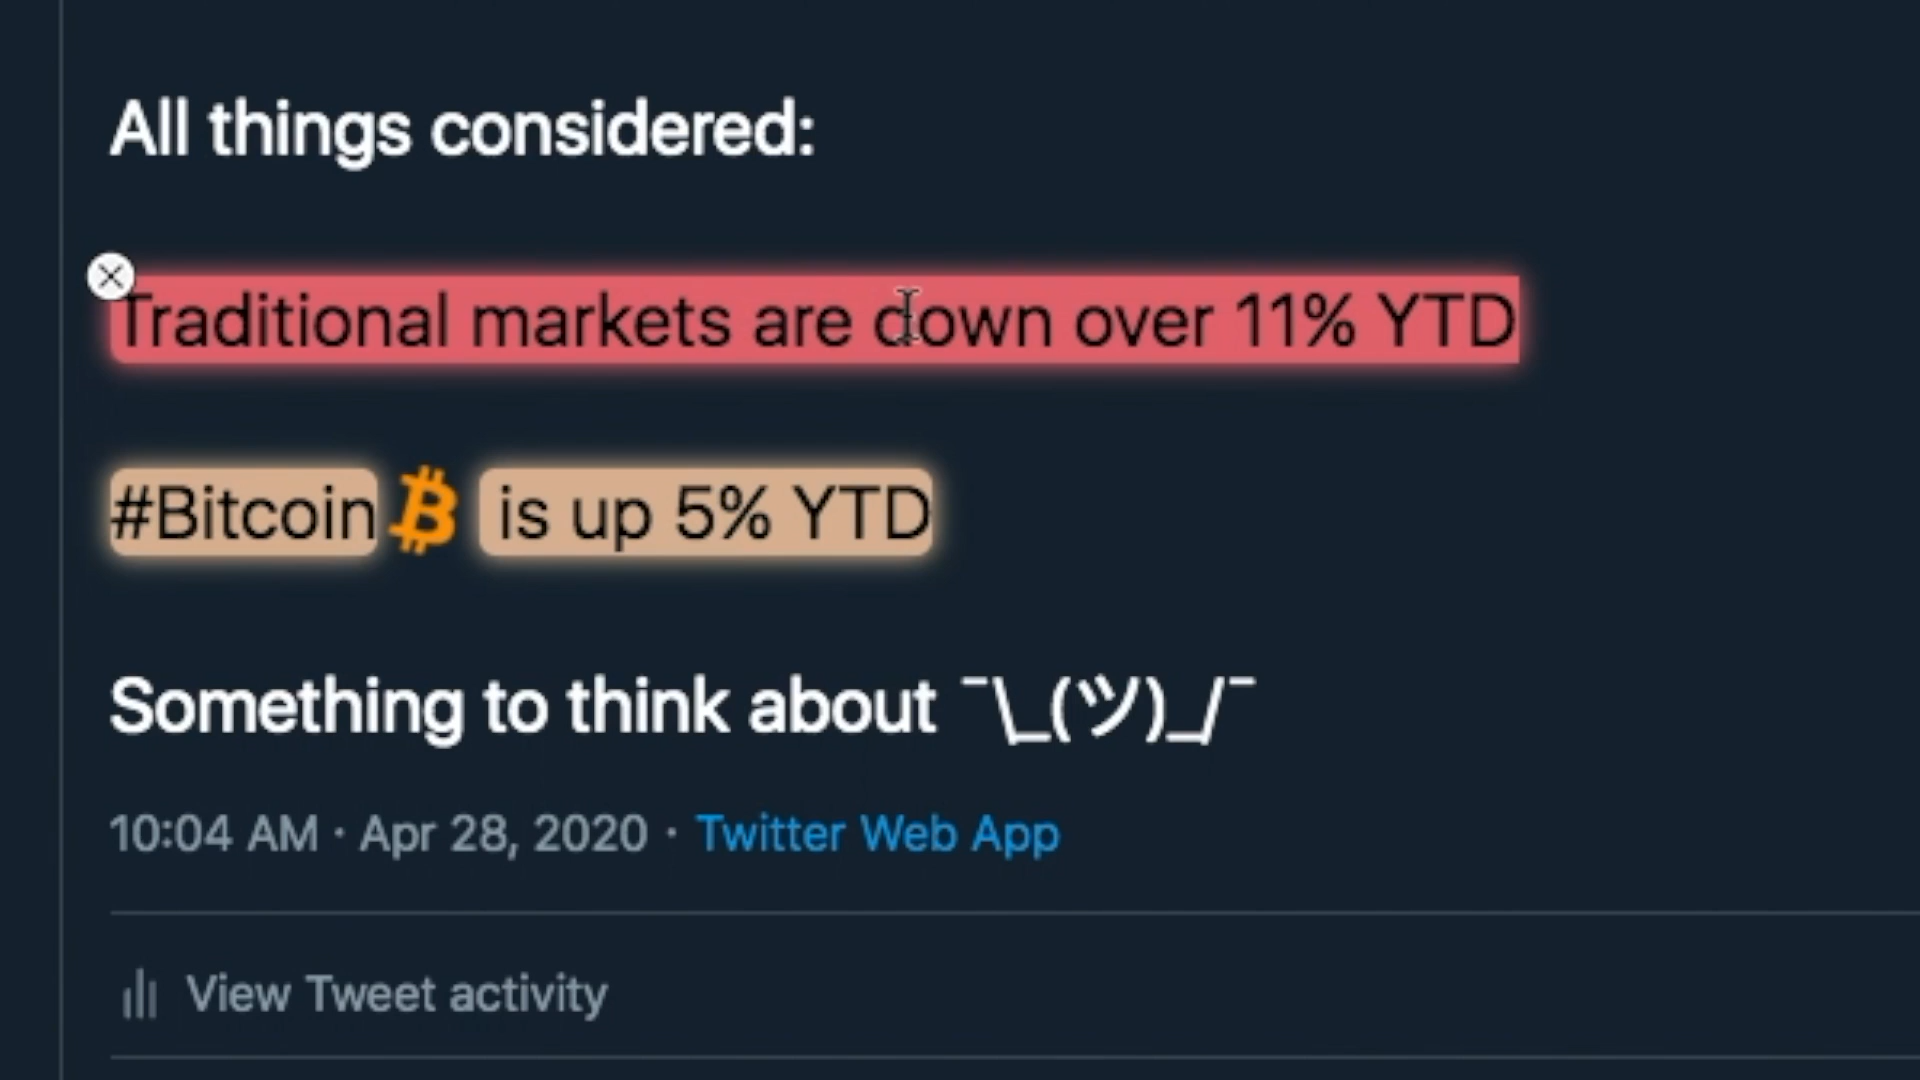 All things considered:
Traditional markets are down over 11% YTD
#Bitcoin is up 5% YTD
Something to think about ¯\_(ツ)_/¯
10:04 AM · Apr 28, 2020 · Twitter Web App
View Tweet activity